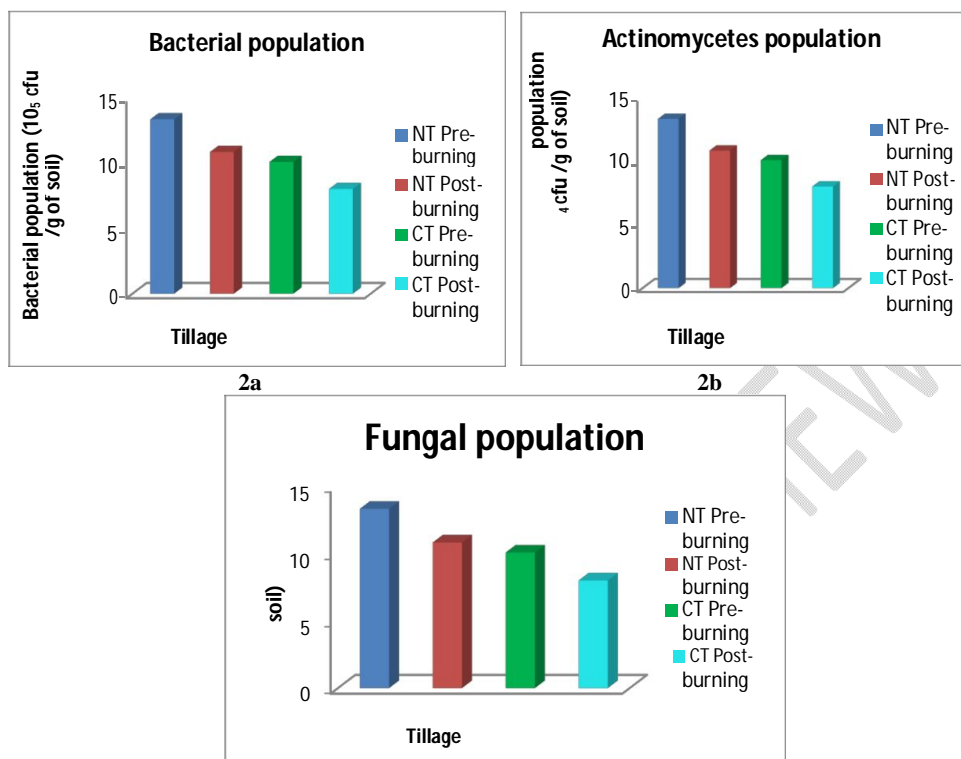 Bacterial population
Bacterial population (10₅ cfu
/g of soil)
15
10
5
0
NT Pre-
burning
NT Post-
burning
CT Pre-
burning
CT Post-
burning
Tillage
2a
Actinomycetes population
population
₄ cfu /g of soil)
15
10
5
0
NT Pre-
burning
NT Post-
burning
CT Pre-
burning
CT Post-
burning
Tillage
2b
Fungal population
soil)
15
10
5
0
NT Pre-
burning
NT Post-
burning
CT Pre-
burning
CT Post-
burning
Tillage